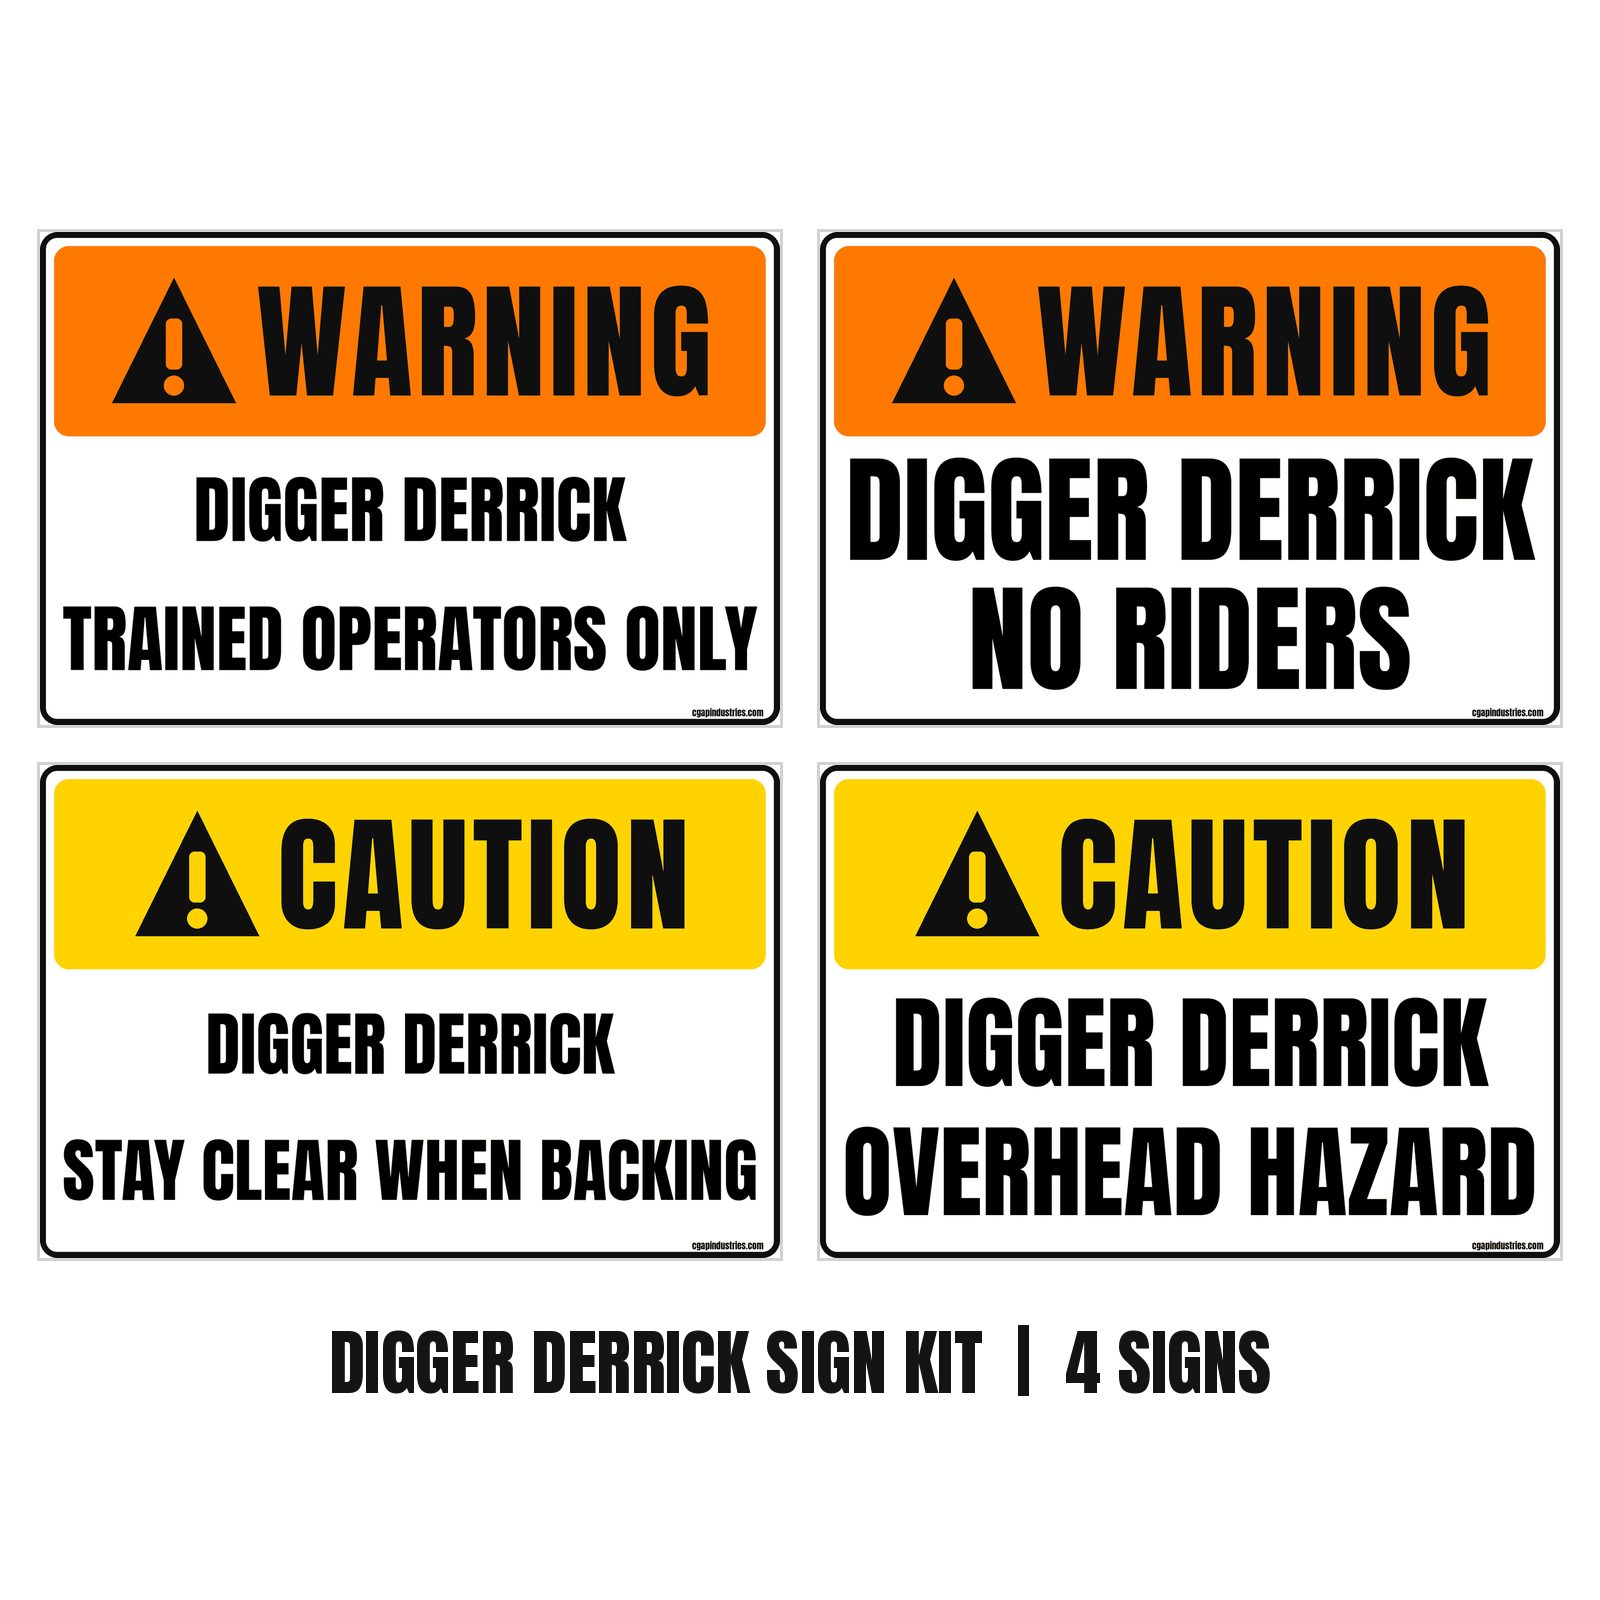 WARNING
DIGGER DERRICK
TRAINED OPERATORS ONLY
cgapindustries.com
WARNING
DIGGER DERRICK
NO RIDERS
cgapindustries.com
CAUTION
DIGGER DERRICK
STAY CLEAR WHEN BACKING
cgapindustries.com
CAUTION
DIGGER DERRICK
OVERHEAD HAZARD
cgapindustries.com
DIGGER DERRICK SIGN KIT | 4 SIGNS